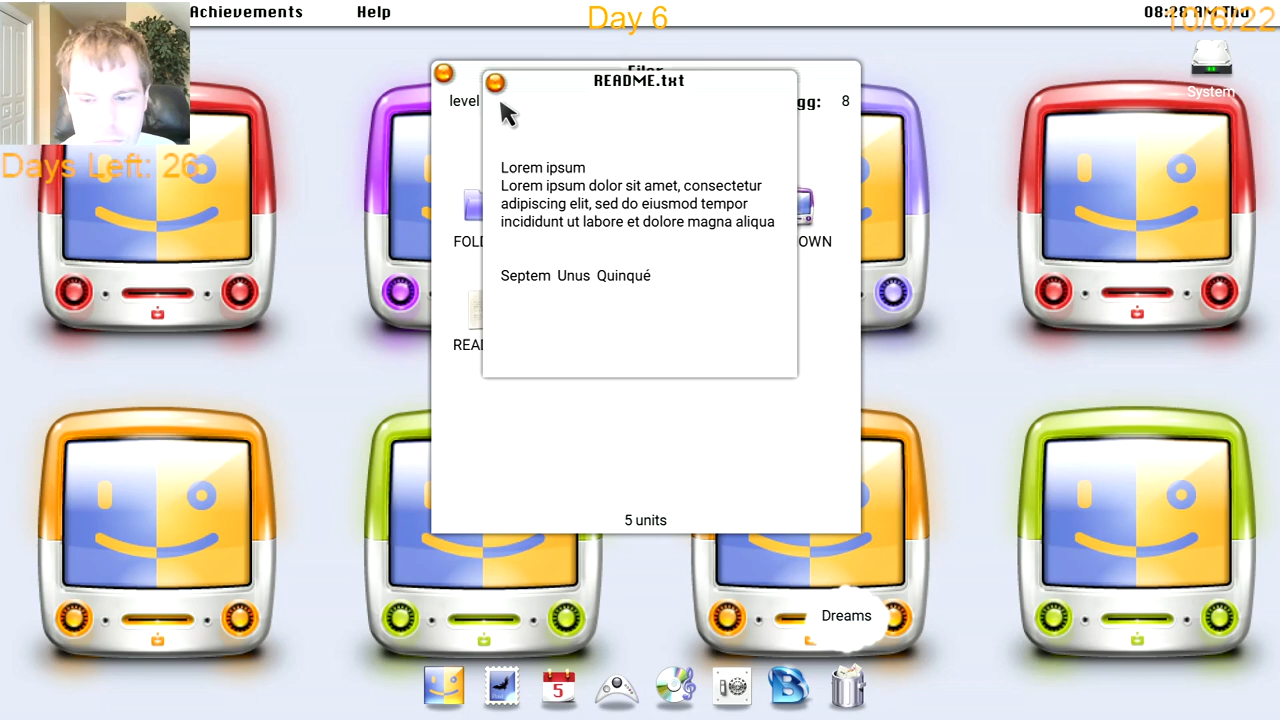 Achievements Help Day 6 08:28 AM Thu
10/6/22
System
Days Left: 26
README.txt
level
gg: 8
Lorem ipsum
Lorem ipsum dolor sit amet, consectetur
adipiscing elit, sed do eiusmod tempor
incididunt ut labore et dolore magna aliqua
Septem Unus Quinqué
FOLD
OWN
READ
5 units
Dreams
5